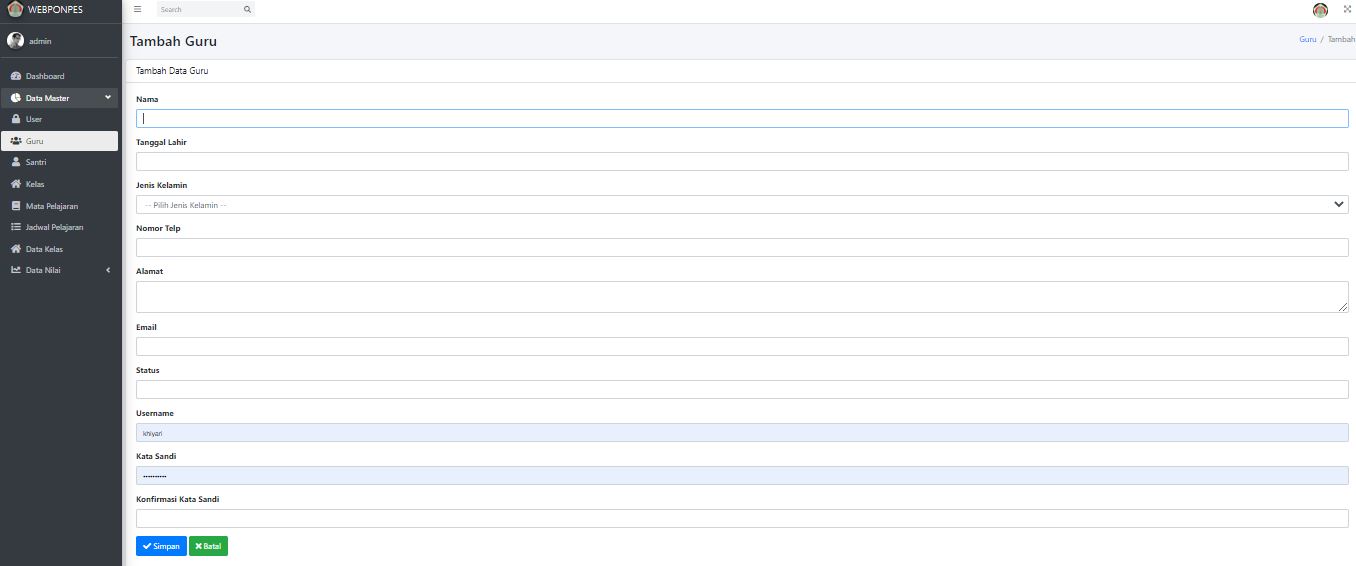 WEBPONPES
Search
admin
Dashboard
Data Master
User
Guru
Santri
Kelas
Mata Pelajaran
Jadwal Pelajaran
Data Kelas
Data Nilai
Tambah Guru
Guru / Tambah
Tambah Data Guru
Nama
Tanggal Lahir
Jenis Kelamin
-- Pilih Jenis Kelamin --
Nomor Telp
Alamat
Email
Status
Username
khiyari
Kata Sandi
••••••••••
Konfirmasi Kata Sandi
Simpan
Batal